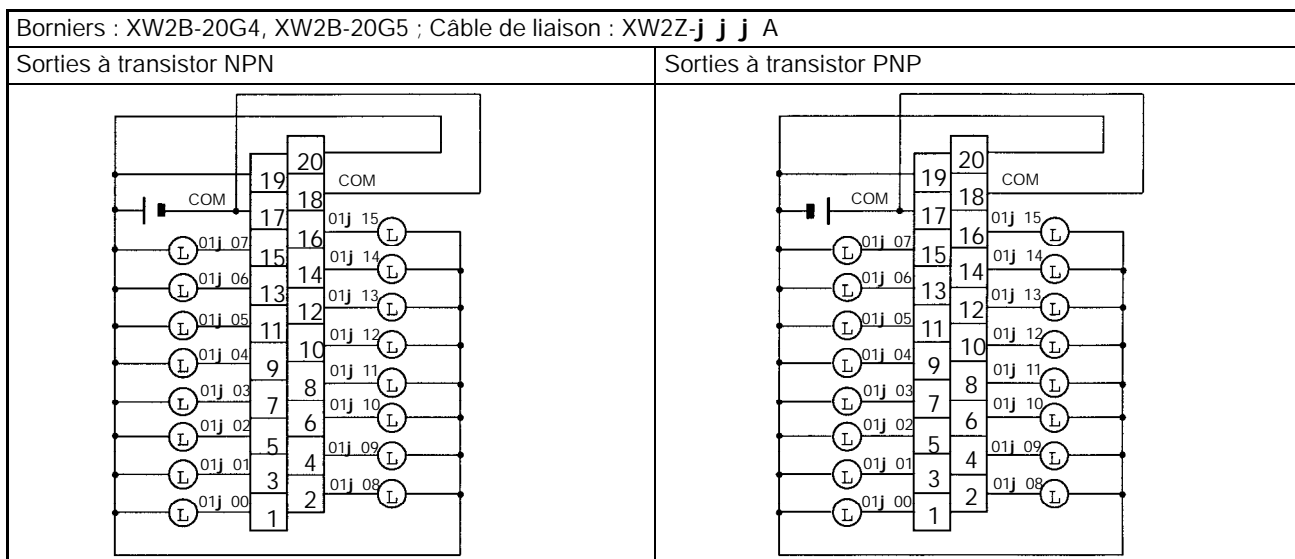 Borniers : XW2B-20G4, XW2B-20G5 ; Câble de liaison : XW2Z-j j j A
Sorties à transistor NPN
Sorties à transistor PNP
20
19
COM
18
COM
17
01j 15
L
16
01j 07
L
15
01j 14
L
14
01j 06
L
13
01j 13
L
12
01j 05
L
11
01j 12
L
10
01j 04
L
9
01j 11
L
8
01j 03
L
7
01j 10
L
6
01j 02
L
5
01j 09
L
4
01j 01
L
3
01j 08
L
2
01j 00
L
1
20
19
COM
18
COM
17
01j 15
L
16
01j 07
L
15
01j 14
L
14
01j 06
L
13
01j 13
L
12
01j 05
L
11
01j 12
L
10
01j 04
L
9
01j 11
L
8
01j 03
L
7
01j 10
L
6
01j 02
L
5
01j 09
L
4
01j 01
L
3
01j 08
L
2
01j 00
L
1